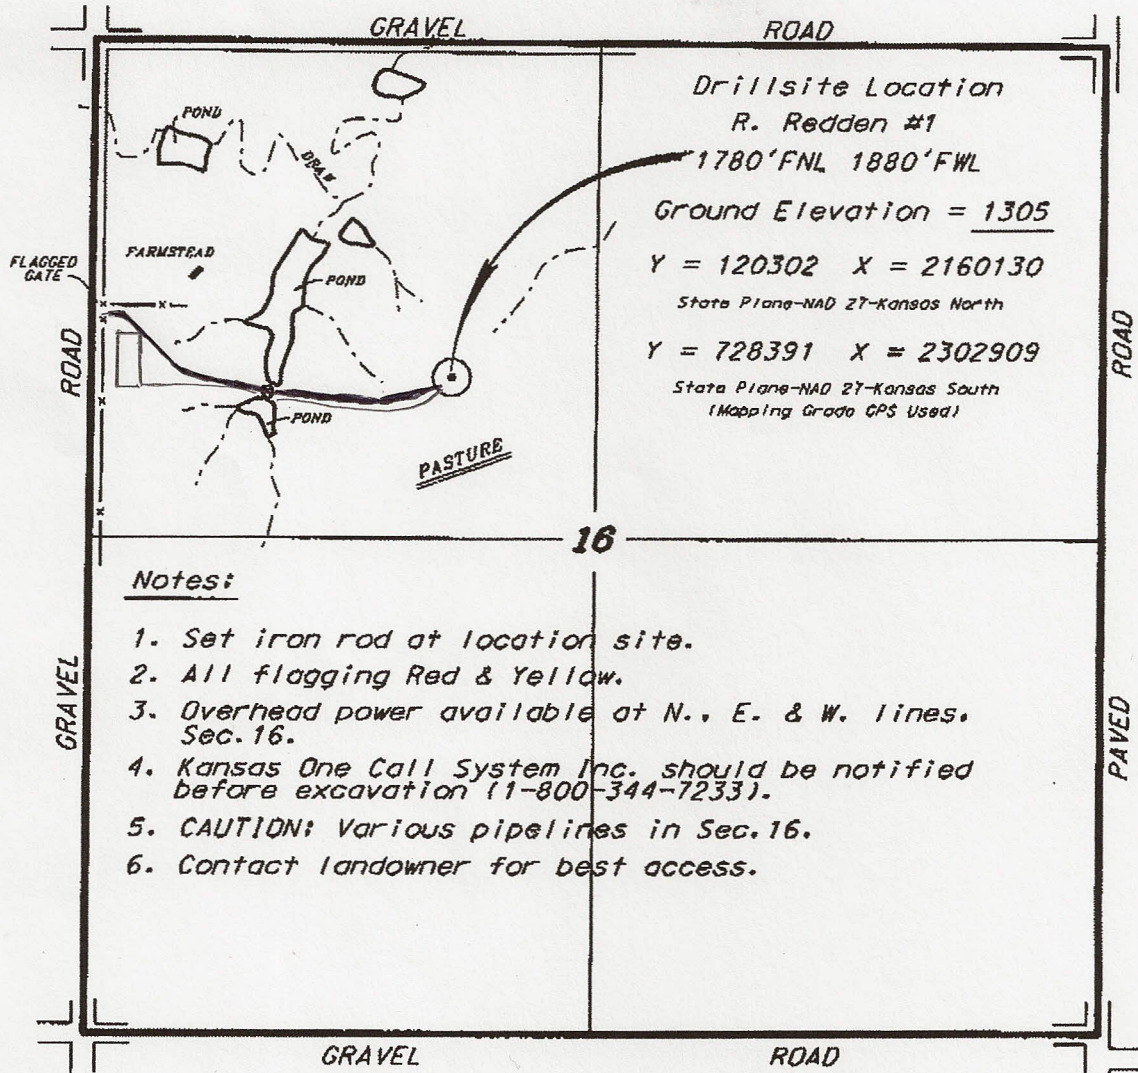 GRAVEL ROAD
Drillsite Location
R. Redden #1
1780'FNL 1880'FWL
Ground Elevation = 1305
Y = 120302 X = 2160130
State Plane-NAD 27-Kansas North
Y = 728391 X = 2302909
State Plane-NAD 27-Kansas South
(Mapping Grade GPS Used)
POND
DRAW
FARMSTEAD
FLAGGED
GATE
POND
POND
PASTURE
16
ROAD
GRAVEL
ROAD
PAVED
Notes:
1. Set iron rod at location site.
2. All flagging Red & Yellow.
3. Overhead power available at N., E. & W. lines.
Sec. 16.
4. Kansas One Call System Inc. should be notified
before excavation (1-800-344-7233).
5. CAUTION: Various pipelines in Sec. 16.
6. Contact landowner for best access.
GRAVEL ROAD